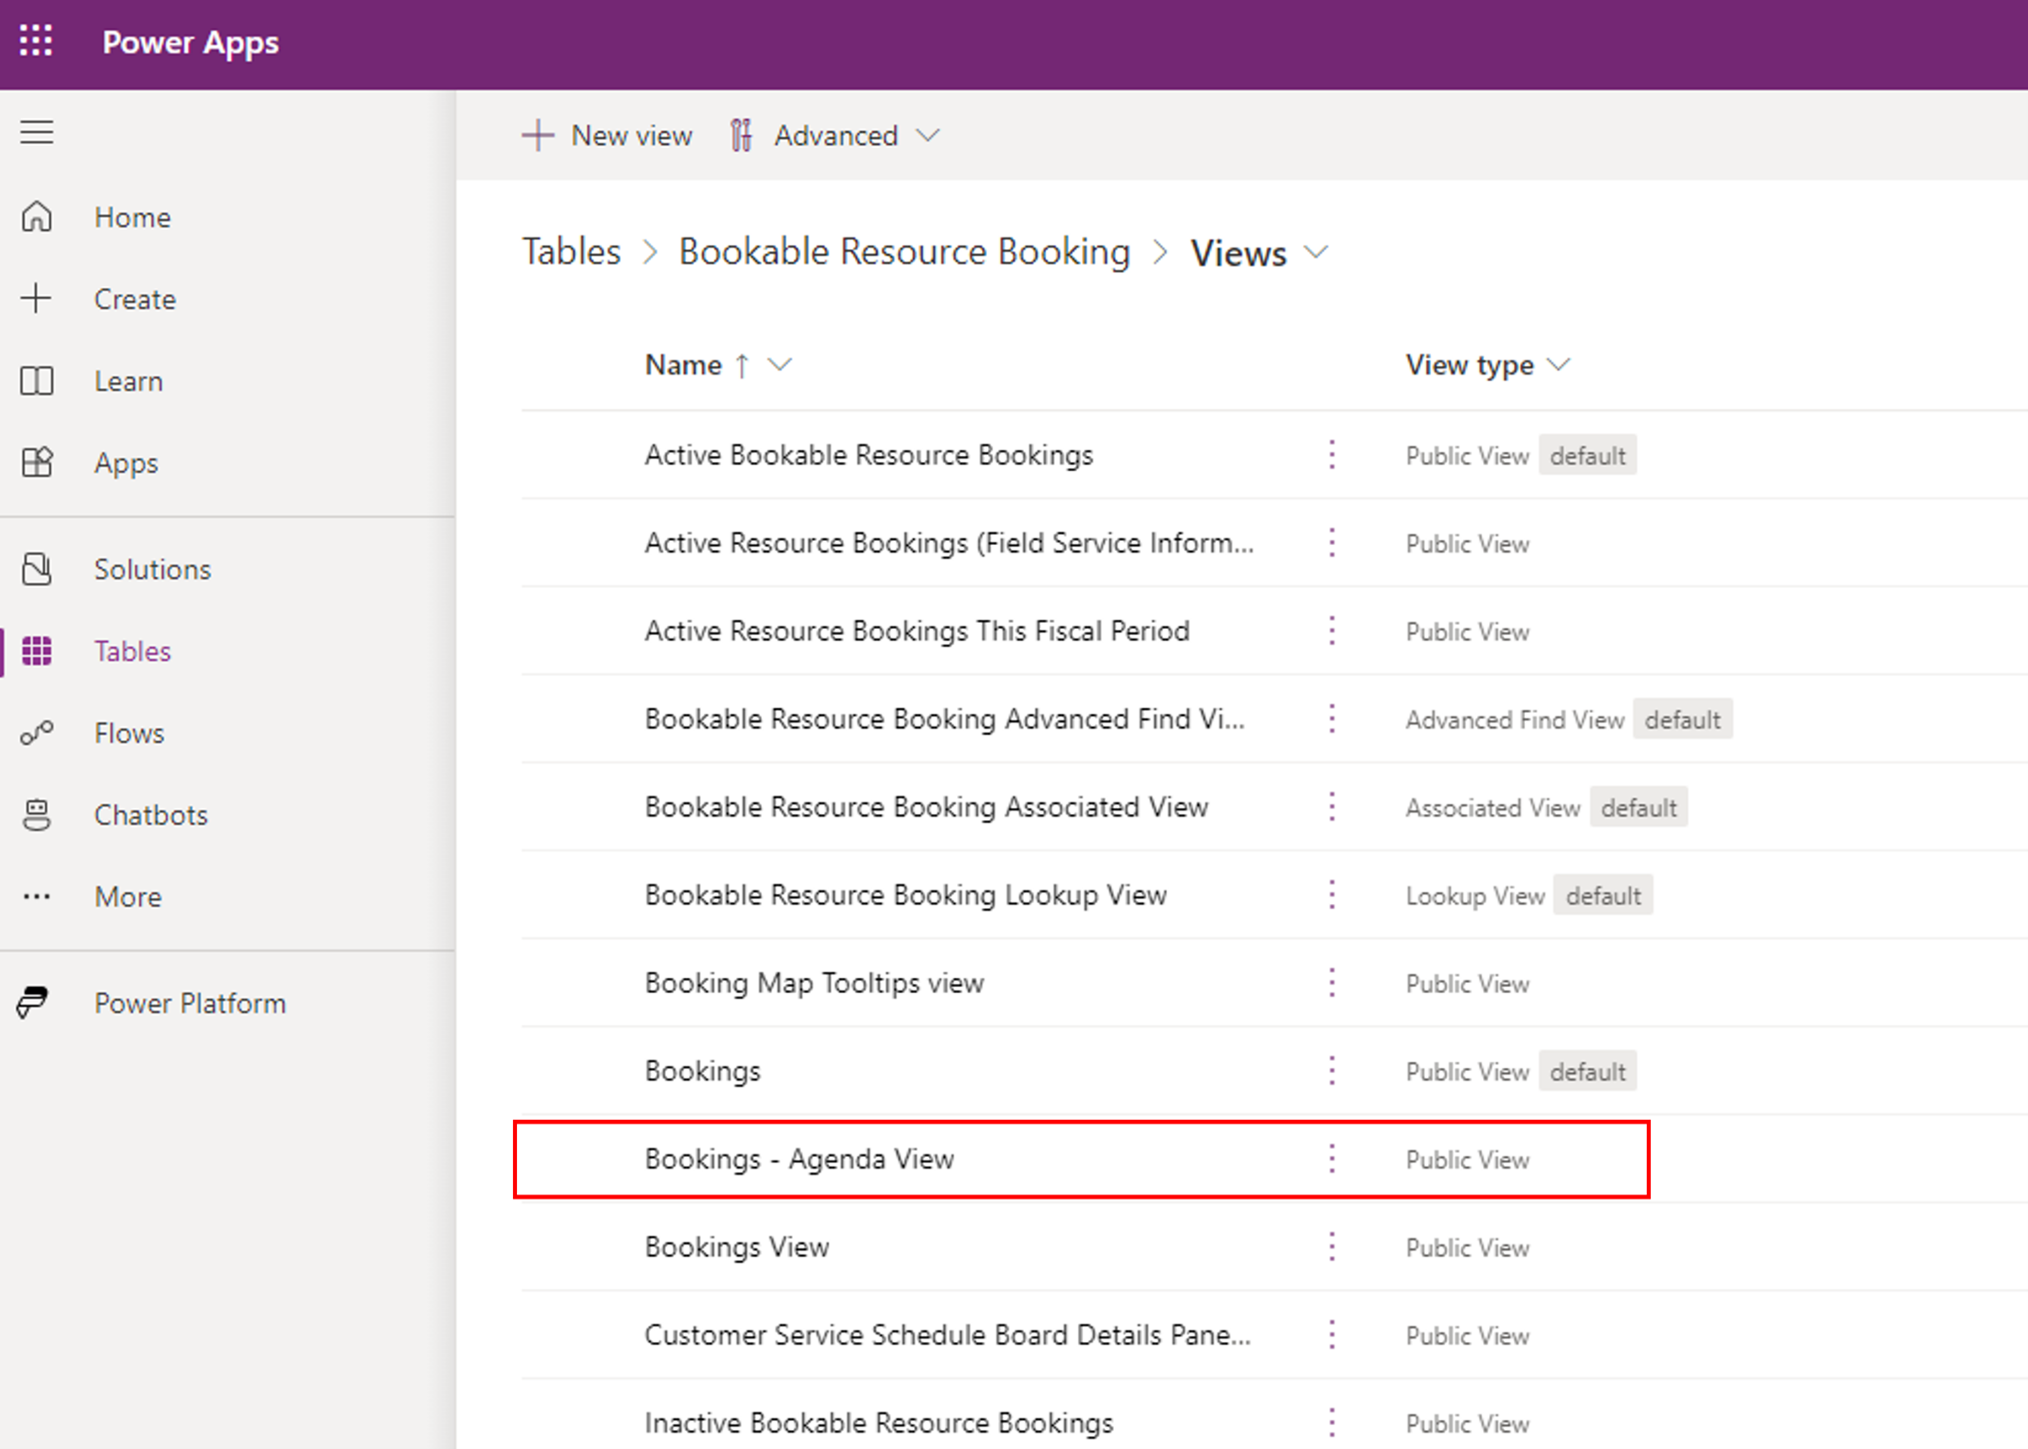 Power Apps
New view Advanced
Home
Create
Learn
Apps
Solutions
Tables
Flows
Chatbots
More
Power Platform
Tables > Bookable Resource Booking > Views
Name ↑ View type
Active Bookable Resource Bookings Public View default
Active Resource Bookings (Field Service Inform... Public View
Active Resource Bookings This Fiscal Period Public View
Bookable Resource Booking Advanced Find Vi... Advanced Find View default
Bookable Resource Booking Associated View Associated View default
Bookable Resource Booking Lookup View Lookup View default
Booking Map Tooltips view Public View
Bookings Public View default
Bookings - Agenda View Public View
Bookings View Public View
Customer Service Schedule Board Details Pane... Public View
Inactive Bookable Resource Bookings Public View